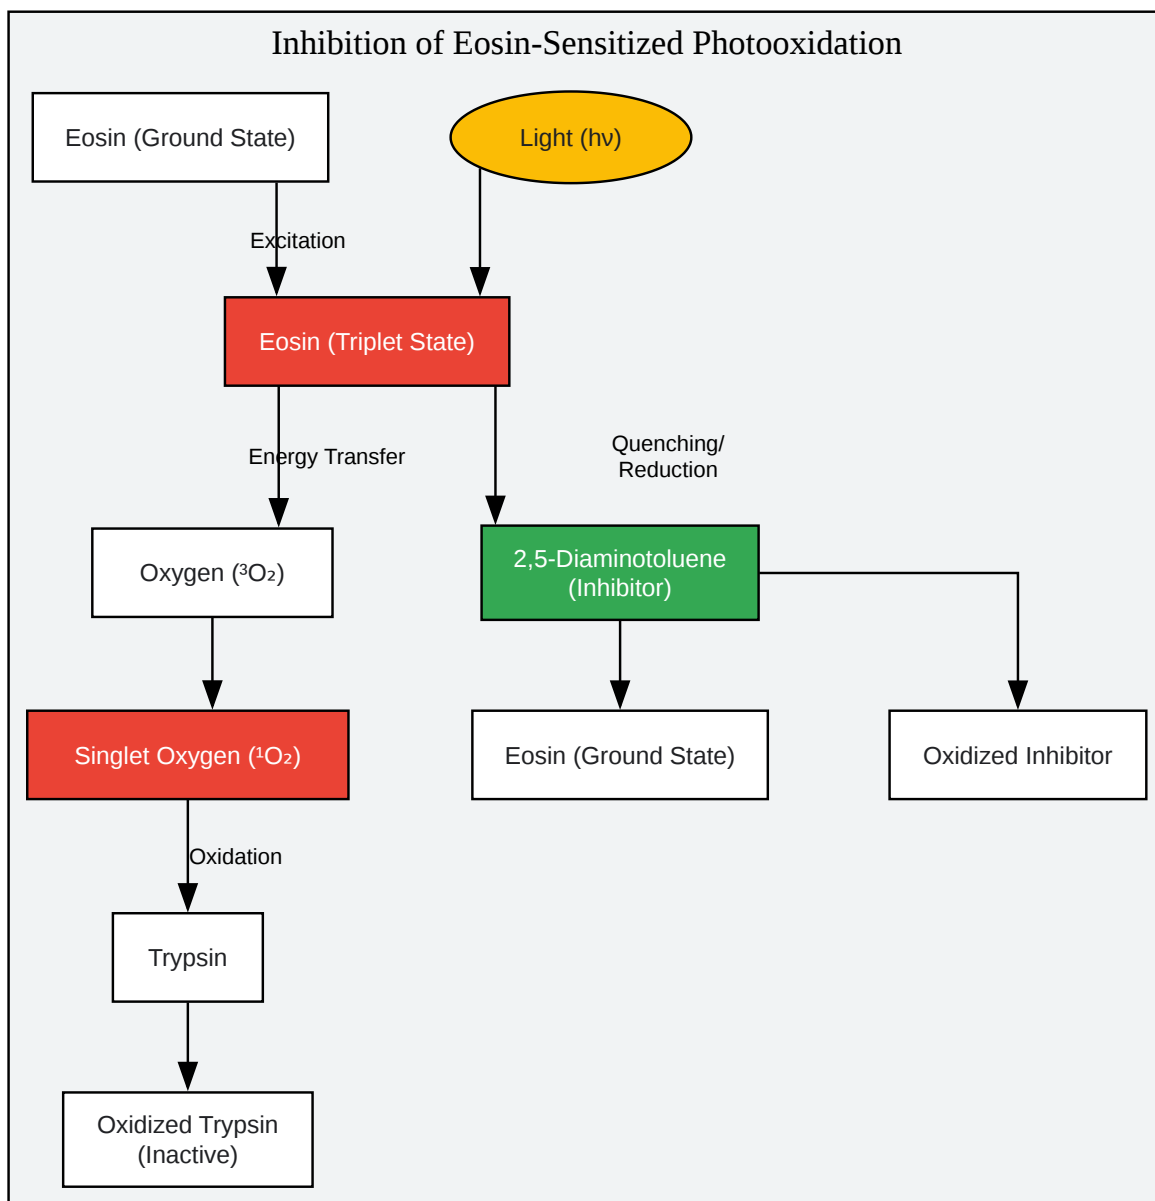 Inhibition of Eosin-Sensitized Photooxidation
Eosin (Ground State)
Light (hν)
Excitation
Eosin (Triplet State)
Energy Transfer
Quenching/
Reduction
Oxygen (³O₂)
2,5-Diaminotoluene
(Inhibitor)
Singlet Oxygen (¹O₂)
Eosin (Ground State)
Oxidized Inhibitor
Oxidation
Trypsin
Oxidized Trypsin
(Inactive)